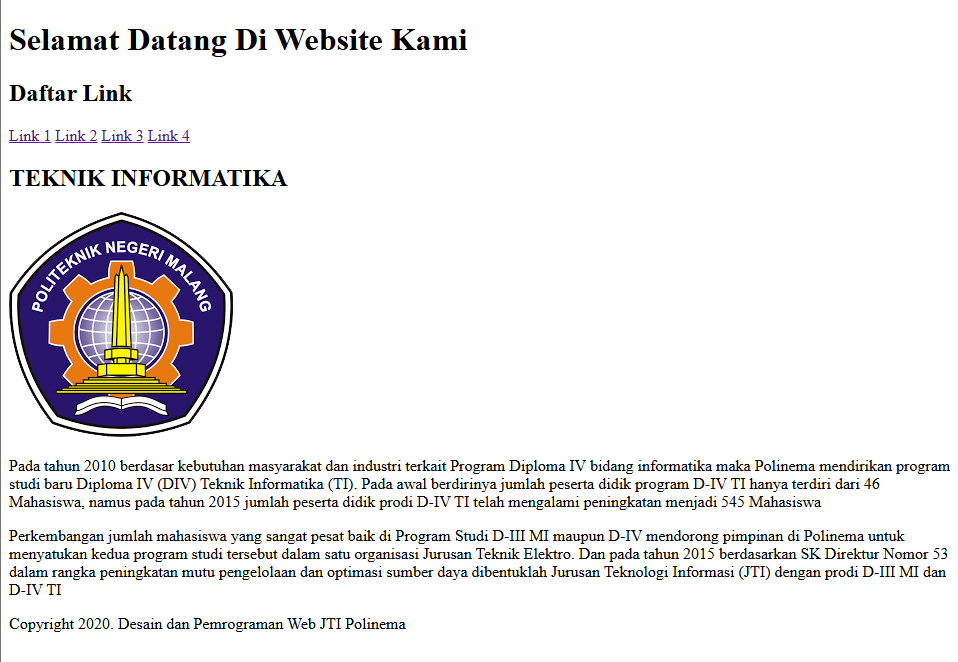 Selamat Datang Di Website Kami
Daftar Link
Link 1 Link 2 Link 3 Link 4
TEKNIK INFORMATIKA
POLITEKNIK NEGERI MALANG
Pada tahun 2010 berdasar kebutuhan masyarakat dan industri terkait Program Diploma IV bidang informatika maka Polinema mendirikan program
studi baru Diploma IV (DIV) Teknik Informatika (TI). Pada awal berdirinya jumlah peserta didik program D-IV TI hanya terdiri dari 46
Mahasiswa, namus pada tahun 2015 jumlah peserta didik prodi D-IV TI telah mengalami peningkatan menjadi 545 Mahasiswa
Perkembangan jumlah mahasiswa yang sangat pesat baik di Program Studi D-III MI maupun D-IV mendorong pimpinan di Polinema untuk
menyatukan kedua program studi tersebut dalam satu organisasi Jurusan Teknik Elektro. Dan pada tahun 2015 berdasarkan SK Direktur Nomor 53
dalam rangka peningkatan mutu pengelolaan dan optimasi sumber daya dibentuklah Jurusan Teknologi Informasi (JTI) dengan prodi D-III MI dan
D-IV TI
Copyright 2020. Desain dan Pemrograman Web JTI Polinema